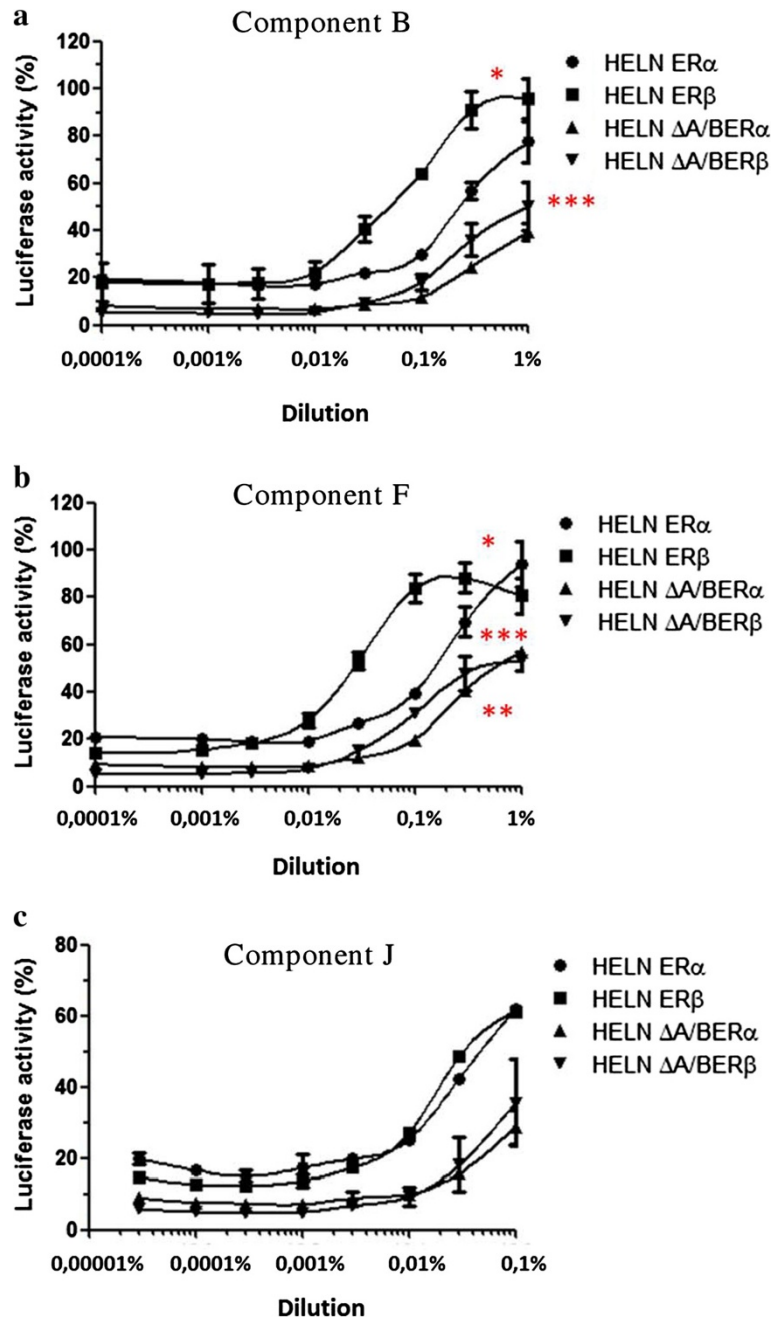 a
Component B
Luciferase activity (%)
120
100
80
60
40
20
0
*
***
HELN ERα
HELN ERβ
HELN ΔA/BERα
HELN ΔA/BERβ
0,0001%
0,001%
0,01%
0,1%
1%
Dilution
b
Component F
Luciferase activity (%)
120
100
80
60
40
20
0
*
***
**
HELN ERα
HELN ERβ
HELN ΔA/BERα
HELN ΔA/BERβ
0,0001%
0,001%
0,01%
0,1%
1%
Dilution
c
Component J
Luciferase activity (%)
80
60
40
20
0
HELN ERα
HELN ERβ
HELN ΔA/BERα
HELN ΔA/BERβ
0,00001%
0,0001%
0,001%
0,01%
0,1%
Dilution